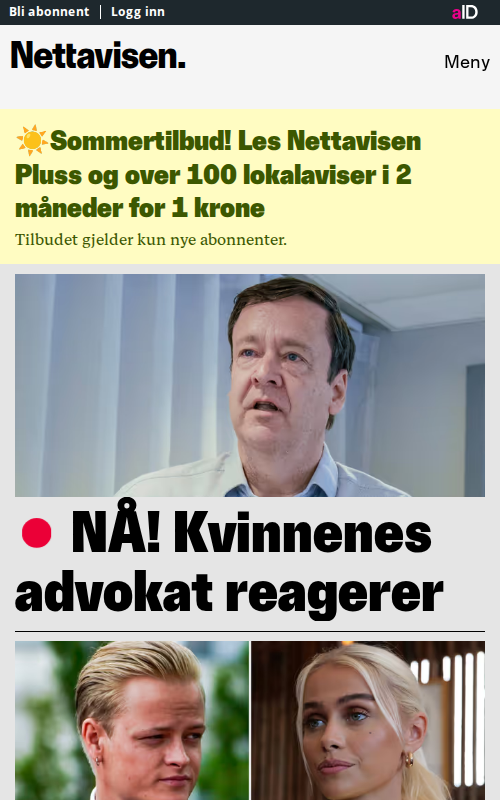 Bli abonnent | Logg inn
aID
Nettavisen.
Meny
☀️Sommertilbud! Les Nettavisen
Pluss og over 100 lokalaviser i 2
måneder for 1 krone
Tilbudet gjelder kun nye abonnenter.
NÅ! Kvinnenes
advokat reagerer